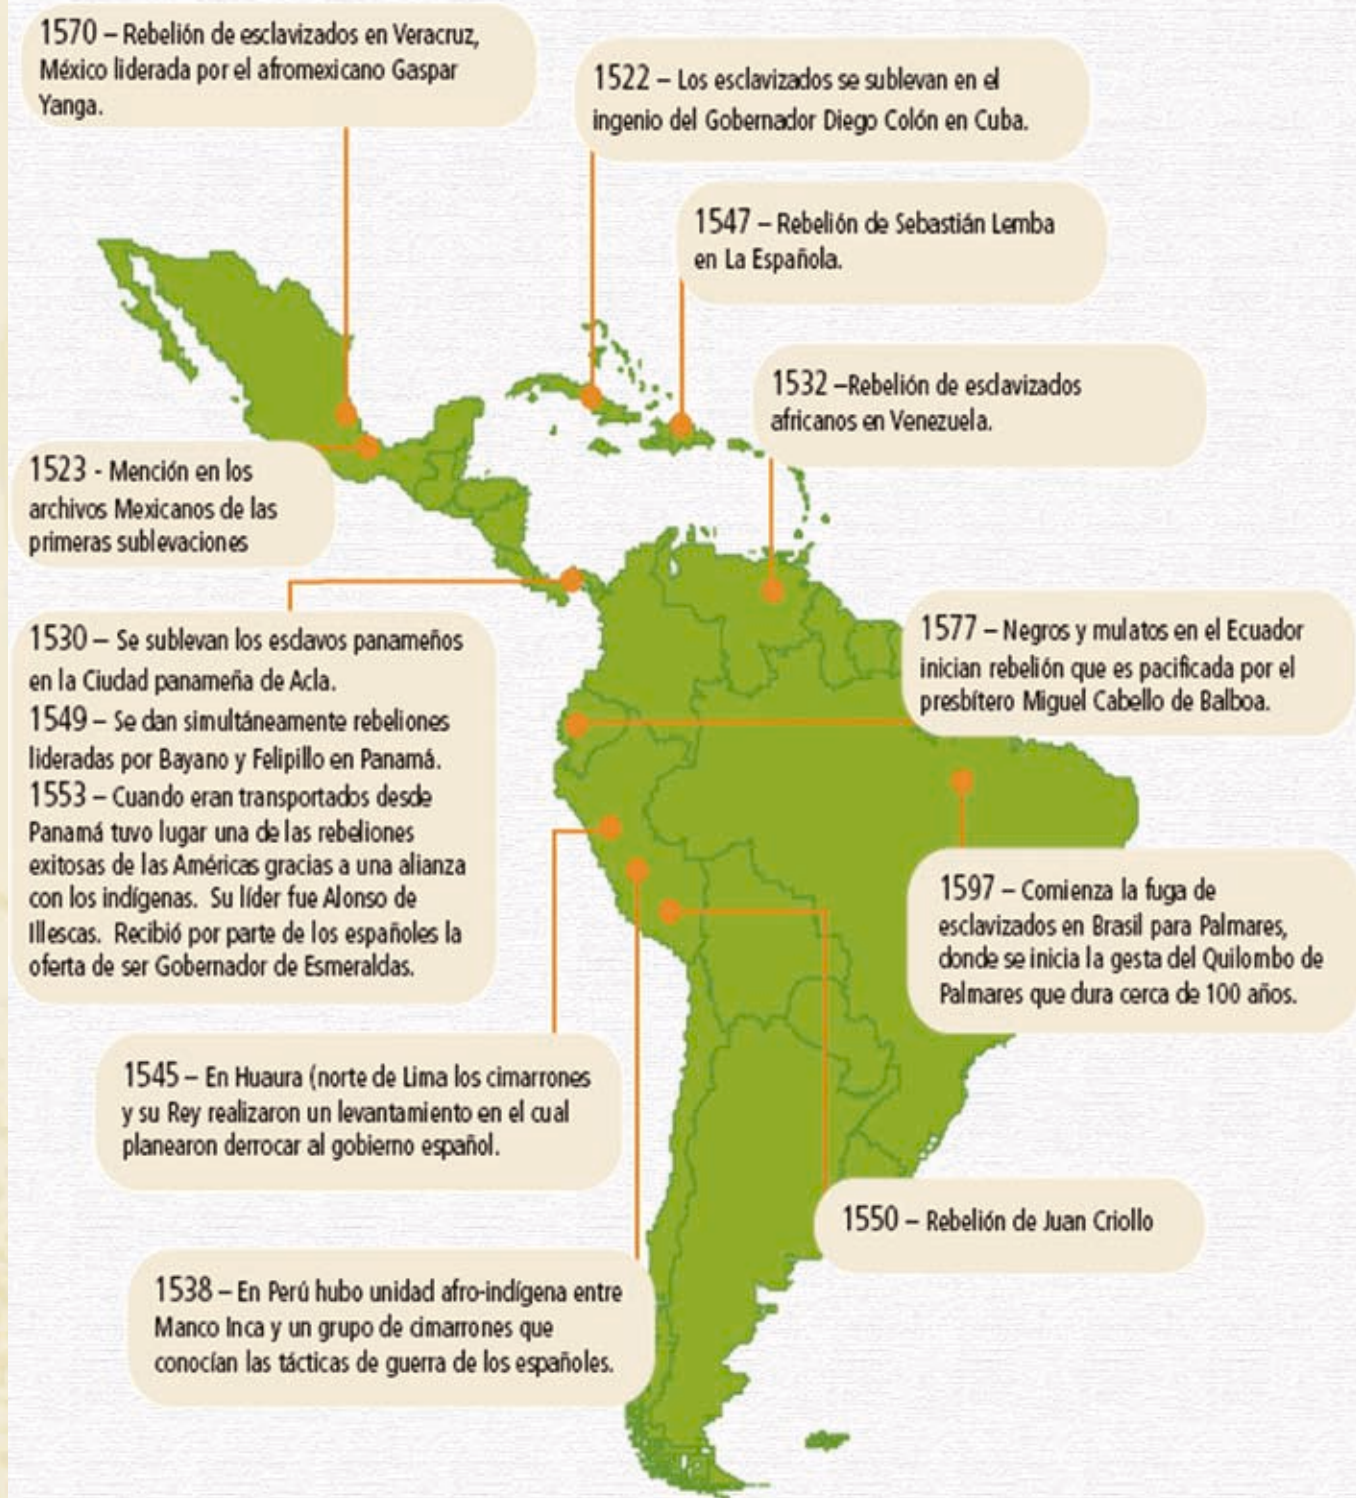 1570 – Rebelión de esclavizados en Veracruz,
México liderada por el afromexicano Gaspar
Yanga.
1522 – Los esclavizados se sublevan en el
ingenio del Gobernador Diego Colón en Cuba.
1547 – Rebelión de Sebastián Lemba
en La Española.
1532 –Rebelión de esclavizados
africanos en Venezuela.
1523 - Mención en los
archivos Mexicanos de las
primeras sublevaciones
1530 – Se sublevan los esclavos panameños
en la Ciudad panameña de Acla.
1549 – Se dan simultáneamente rebeliones
lideradas por Bayano y Felipillo en Panamá.
1553 – Cuando eran transportados desde
Panamá tuvo lugar una de las rebeliones
exitosas de las Américas gracias a una alianza
con los indígenas. Su líder fue Alonso de
Illescas. Recibió por parte de los españoles la
oferta de ser Gobernador de Esmeraldas.
1577 – Negros y mulatos en el Ecuador
inician rebelión que es pacificada por el
presbítero Miguel Cabello de Balboa.
1597 – Comienza la fuga de
esclavizados en Brasil para Palmares,
donde se inicia la gesta del Quilombo de
Palmares que dura cerca de 100 años.
1545 – En Huaura (norte de Lima los cimarrones
y su Rey realizaron un levantamiento en el cual
planearon derrocar al gobierno español.
1550 – Rebelión de Juan Criollo
1538 – En Perú hubo unidad afro-indígena entre
Manco Inca y un grupo de cimarrones que
conocían las tácticas de guerra de los españoles.